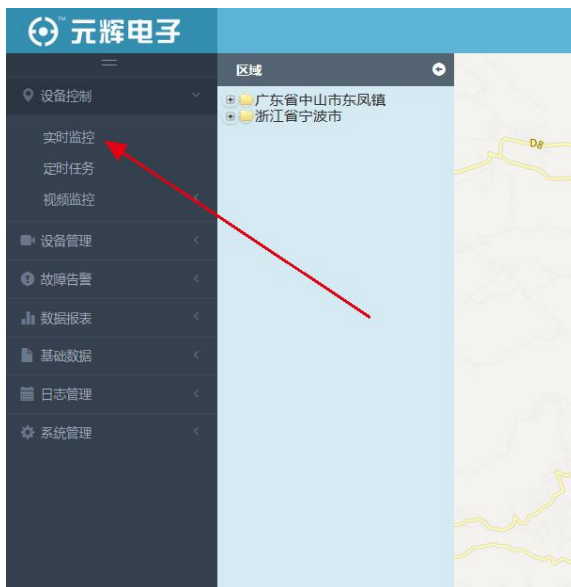 元辉电子
TM
区域
设备控制
实时监控
定时任务
视频监控
设备管理
故障告警
数据报表
基础数据
日志管理
系统管理
广东省中山市东凤镇
浙江省宁波市
D8